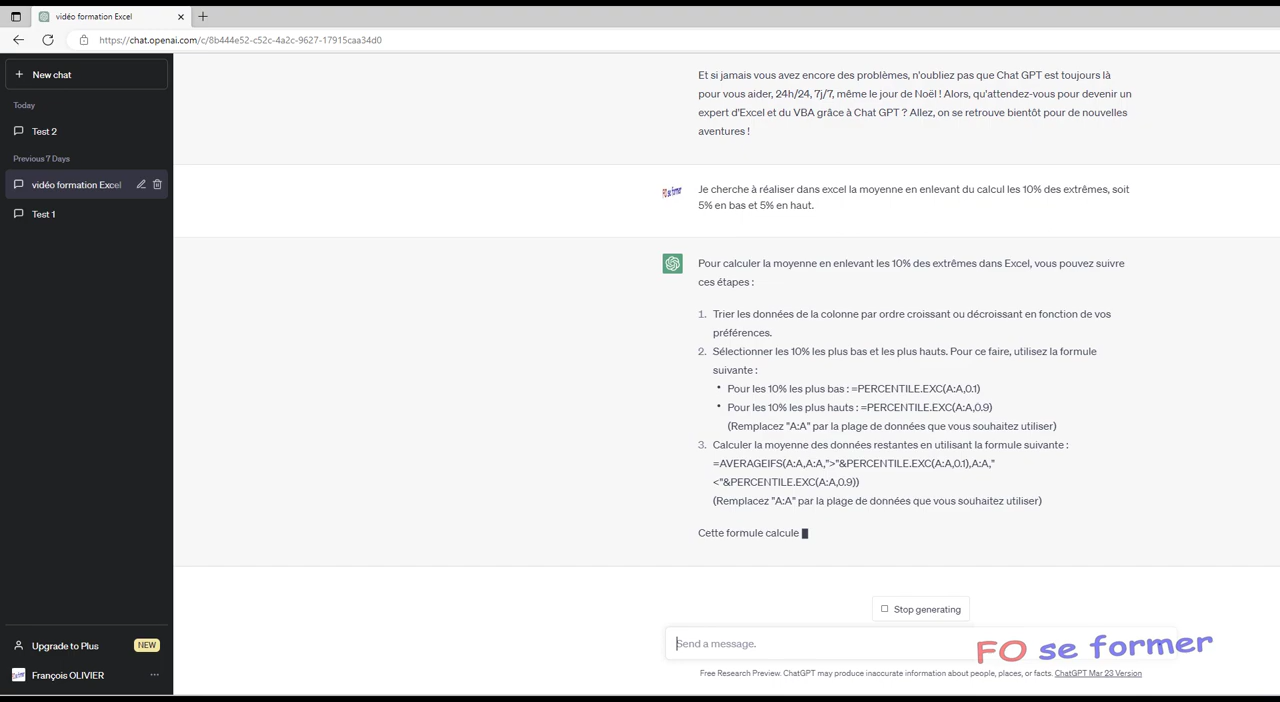 vidéo formation Excel
https://chat.openai.com/c/8b444e52-c52c-4a2c-9627-17915caa34d0
New chat
Today
Test 2
Previous 7 Days
vidéo formation Excel
Test 1
Et si jamais vous avez encore des problèmes, n'oubliez pas que Chat GPT est toujours là
pour vous aider, 24h/24, 7j/7, même le jour de Noël ! Alors, qu'attendez-vous pour devenir un
expert d'Excel et du VBA grâce à Chat GPT ? Allez, on se retrouve bientôt pour de nouvelles
aventures !
Je cherche à réaliser dans excel la moyenne en enlevant du calcul les 10% des extrêmes, soit
5% en bas et 5% en haut.
Pour calculer la moyenne en enlevant les 10% des extrêmes dans Excel, vous pouvez suivre
ces étapes :
1. Trier les données de la colonne par ordre croissant ou décroissant en fonction de vos
préférences.
2. Sélectionner les 10% les plus bas et les plus hauts. Pour ce faire, utilisez la formule
suivante :
• Pour les 10% les plus bas : =PERCENTILE.EXC(A:A,0.1)
• Pour les 10% les plus hauts : =PERCENTILE.EXC(A:A,0.9)
(Remplacez "A:A" par la plage de données que vous souhaitez utiliser)
3. Calculer la moyenne des données restantes en utilisant la formule suivante :
=AVERAGEIFS(A:A,A:A,">"&PERCENTILE.EXC(A:A,0.1),A:A,"
<"&PERCENTILE.EXC(A:A,0.9))
(Remplacez "A:A" par la plage de données que vous souhaitez utiliser)
Cette formule calcule
Stop generating
Send a message.
FO se former
Free Research Preview. ChatGPT may produce inaccurate information about people, places, or facts. ChatGPT Mar 23 Version
Upgrade to Plus NEW
François OLIVIER